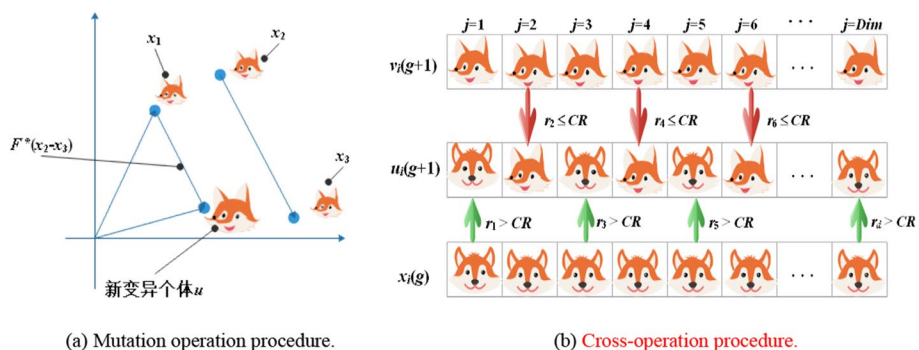 x₁
x₂
F*(x₂-x₃)
x₃
新变异个体u
(a) Mutation operation procedure.
j=1 j=2 j=3 j=4 j=5 j=6 · · · j=Dim
vᵢ(g+1) · · ·
r₂ ≤ CR r₄ ≤ CR r₆ ≤ CR
uᵢ(g+1) · · ·
r₁ > CR r₃ > CR r₅ > CR r_d > CR
xᵢ(g) · · ·
(b) Cross-operation procedure.